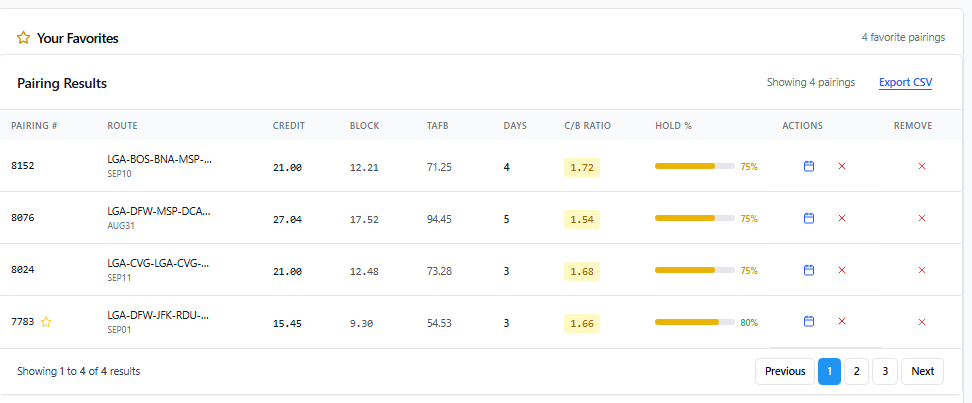 Your Favorites 4 favorite pairings
Pairing Results Showing 4 pairings Export CSV
PAIRING # ROUTE CREDIT BLOCK TAFB DAYS C/B RATIO HOLD % ACTIONS REMOVE
8152 LGA-BOS-BNA-MSP-... 21.00 12.21 71.25 4 1.72 75%
SEP10
8076 LGA-DFW-MSP-DCA... 27.04 17.52 94.45 5 1.54 75%
AUG31
8024 LGA-CVG-LGA-CVG-... 21.00 12.48 73.28 3 1.68 75%
SEP11
7783 LGA-DFW-JFK-RDU-... 15.45 9.30 54.53 3 1.66 80%
SEP01
Showing 1 to 4 of 4 results Previous 1 2 3 Next